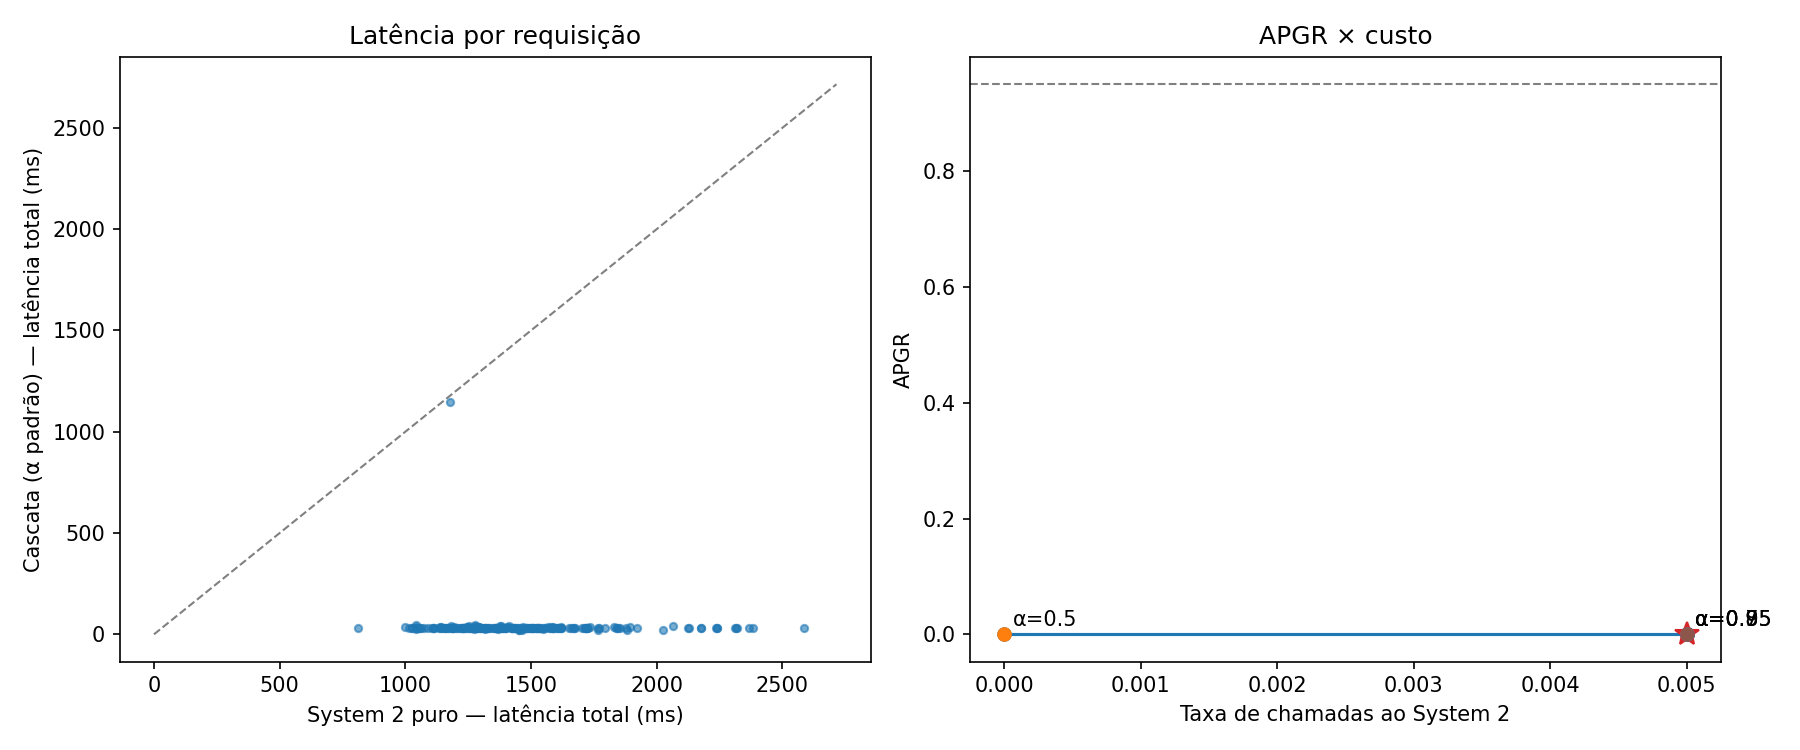 Latência por requisição
Cascata (α padrão) — latência total (ms)
2500
2000
1500
1000
500
0
0 500 1000 1500 2000 2500
System 2 puro — latência total (ms)
APGR × custo
APGR
0.8
0.6
0.4
0.2
0.0
α=0.5
0.000 0.001 0.002 0.003 0.004 0.005
Taxa de chamadas ao System 2